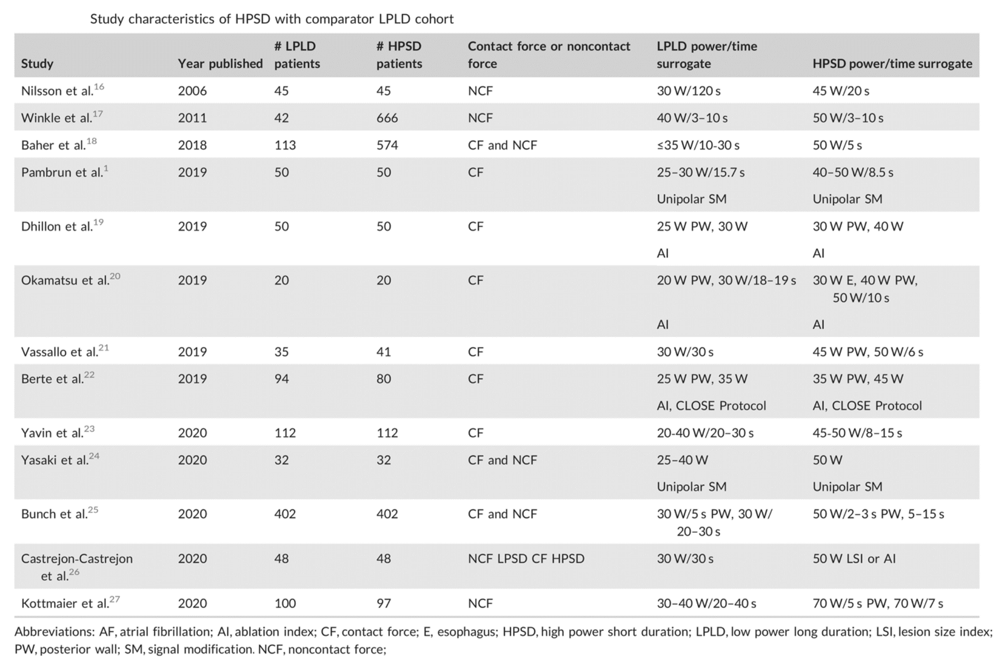 Study characteristics of HPSD with comparator LPLD cohort
Study Year published # LPLD patients # HPSD patients Contact force or noncontact force LPLD power/time surrogate HPSD power/time surrogate
Nilsson et al.16 2006 45 45 NCF 30 W/120 s 45 W/20 s
Winkle et al.17 2011 42 666 NCF 40 W/3–10 s 50 W/3–10 s
Baher et al.18 2018 113 574 CF and NCF ≤35 W/10-30 s 50 W/5 s
Pambrun et al.1 2019 50 50 CF 25–30 W/15.7 s 40–50 W/8.5 s
Unipolar SM Unipolar SM
Dhillon et al.19 2019 50 50 CF 25 W PW, 30 W 30 W PW, 40 W
AI AI
Okamatsu et al.20 2019 20 20 CF 20 W PW, 30 W/18–19 s 30 W E, 40 W PW,
50 W/10 s
AI AI
Vassallo et al.21 2019 35 41 CF 30 W/30 s 45 W PW, 50 W/6 s
Berte et al.22 2019 94 80 CF 25 W PW, 35 W 35 W PW, 45 W
AI, CLOSE Protocol AI, CLOSE Protocol
Yavin et al.23 2020 112 112 CF 20-40 W/20–30 s 45-50 W/8–15 s
Yasaki et al.24 2020 32 32 CF and NCF 25–40 W 50 W
Unipolar SM Unipolar SM
Bunch et al.25 2020 402 402 CF and NCF 30 W/5 s PW, 30 W/ 50 W/2–3 s PW, 5–15 s
20–30 s
Castrejon-Castrejon 2020 48 48 NCF LPSD CF HPSD 30 W/30 s 50 W LSI or AI
et al.26
Kottmaier et al.27 2020 100 97 NCF 30–40 W/20–40 s 70 W/5 s PW, 70 W/7 s
Abbreviations: AF, atrial fibrillation; AI, ablation index; CF, contact force; E, esophagus; HPSD, high power short duration; LPLD, low power long duration; LSI, lesion size index;
PW, posterior wall; SM, signal modification. NCF, noncontact force;